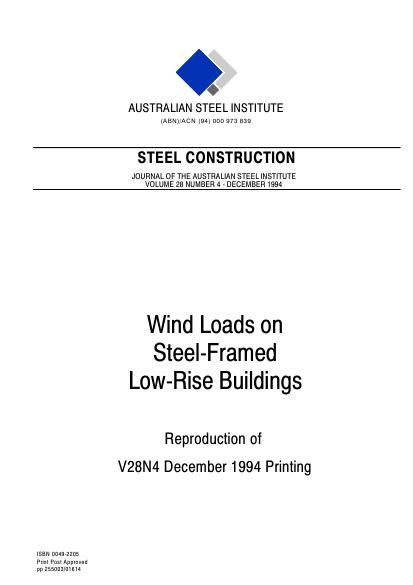 AUSTRALIAN STEEL INSTITUTE
(ABN)/ACN (94) 000 973 839
STEEL CONSTRUCTION
JOURNAL OF THE AUSTRALIAN STEEL INSTITUTE
VOLUME 28 NUMBER 4 - DECEMBER 1994
Wind Loads on
Steel-Framed
Low-Rise Buildings
Reproduction of
V28N4 December 1994 Printing
ISBN 0049-2205
Print Post Approved
pp 255003/01614